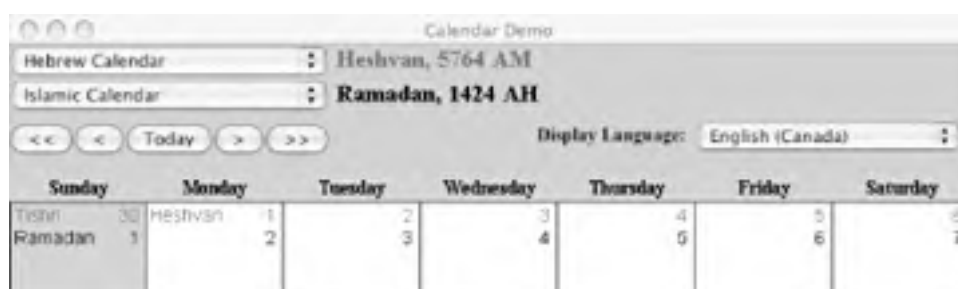 Calendar Demo
Hebrew Calendar Heshvan, 5764 AM
Islamic Calendar Ramadan, 1424 AH
<< < Today > >> Display Language: English (Canada)
Sunday Monday Tuesday Wednesday Thursday Friday Saturday
Tishri 30 Heshvan 1 2 3 4 5 6
Ramadan 1 2 3 4 5 6 7